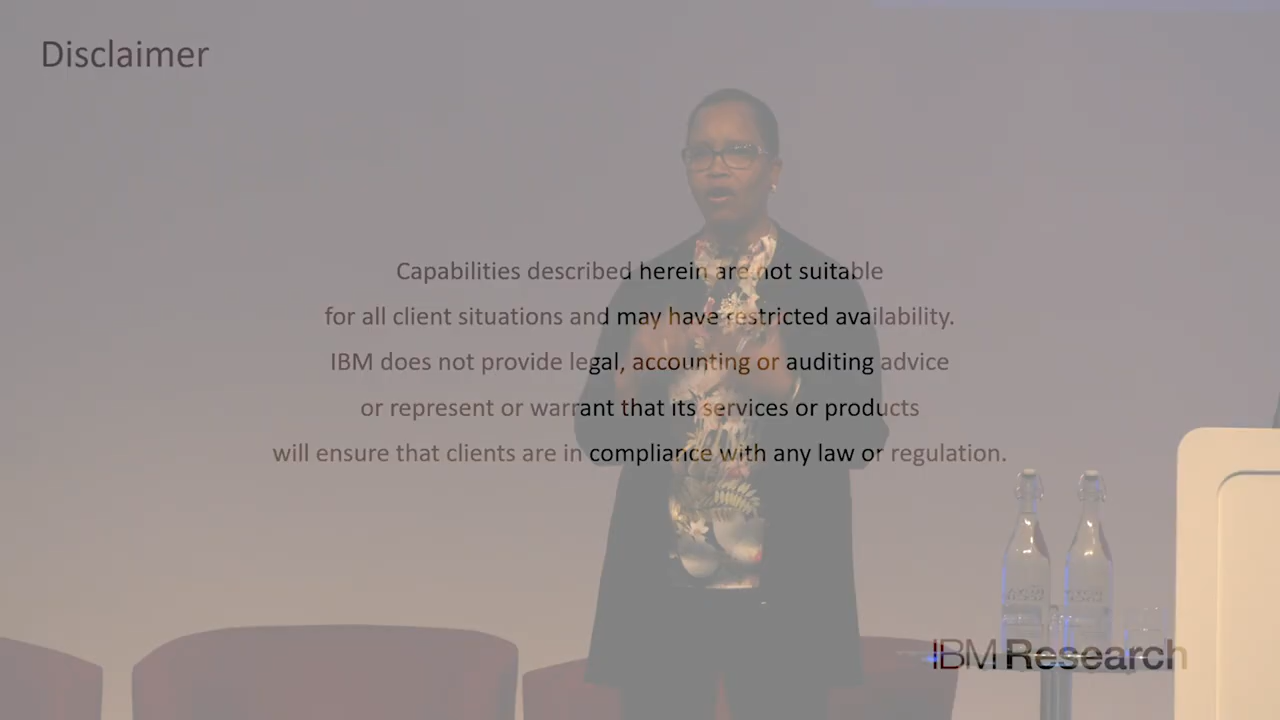 Disclaimer
Capabilities described herein are not suitable
for all client situations and may have restricted availability.
IBM does not provide legal, accounting or auditing advice
or represent or warrant that its services or products
will ensure that clients are in compliance with any law or regulation.
IBM Research